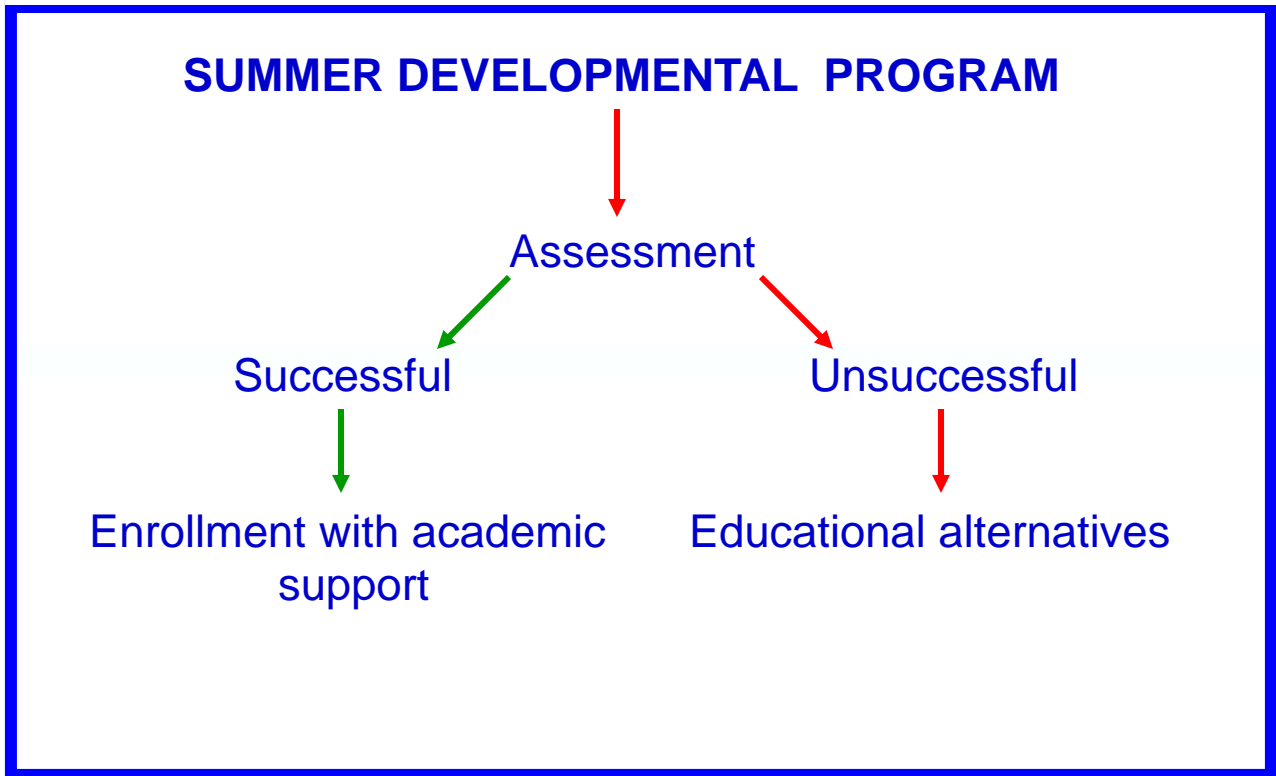 SUMMER DEVELOPMENTAL  PROGRAM
Assessment
Successful
Unsuccessful
Enrollment with academic
support
Educational alternatives